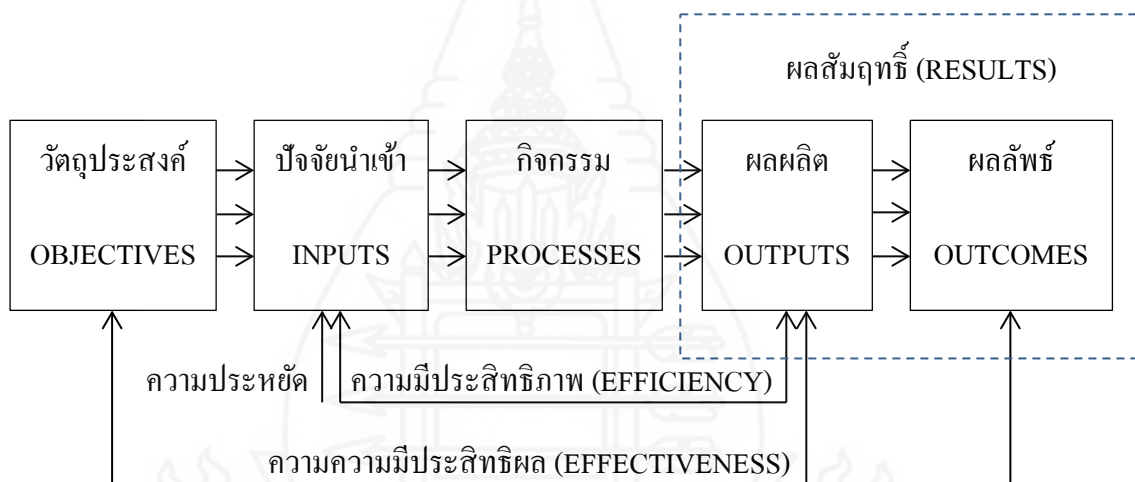 ผลสัมฤทธิ์ (RESULTS)
วัตถุประสงค์
OBJECTIVES
ปัจจัยนำเข้า
INPUTS
กิจกรรม
PROCESSES
ผลผลิต
OUTPUTS
ผลลัพธ์
OUTCOMES
ความประหยัด
ความมีประสิทธิภาพ (EFFICIENCY)
ความความมีประสิทธิผล (EFFECTIVENESS)